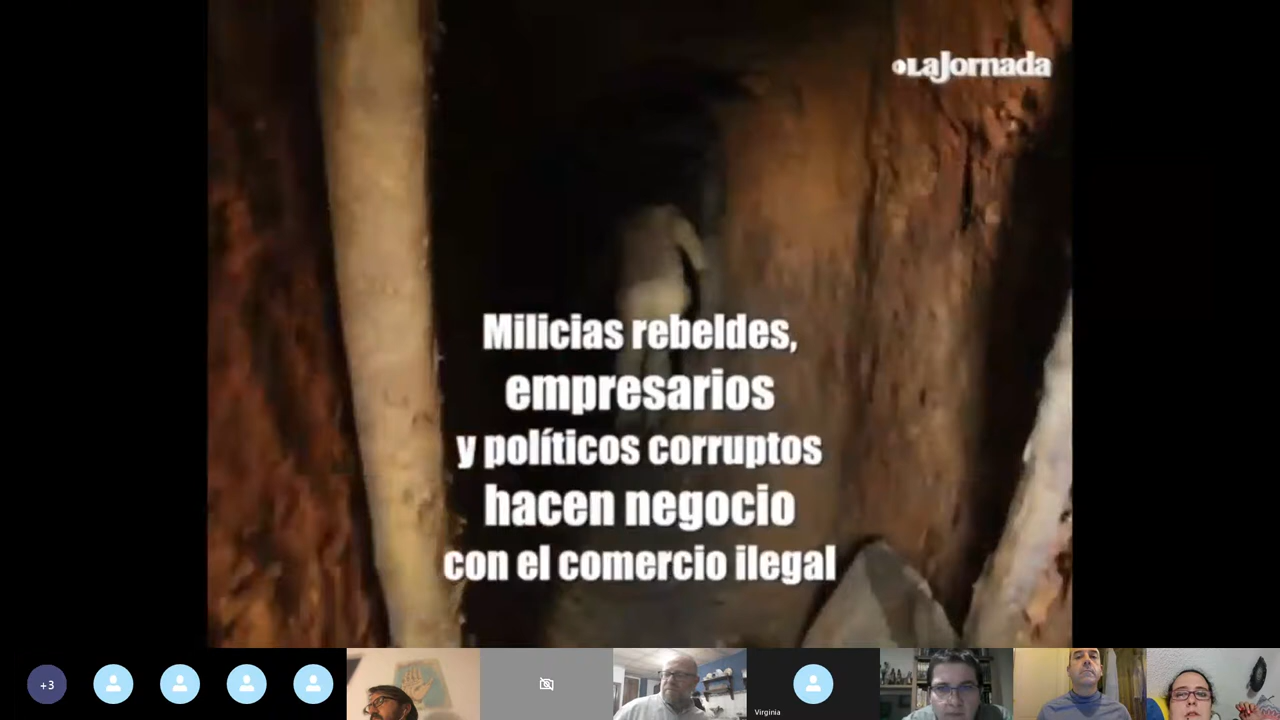 LaJornada
Milicias rebeldes,
empresarios
y políticos corruptos
hacen negocio
con el comercio ilegal
+3
Virginia